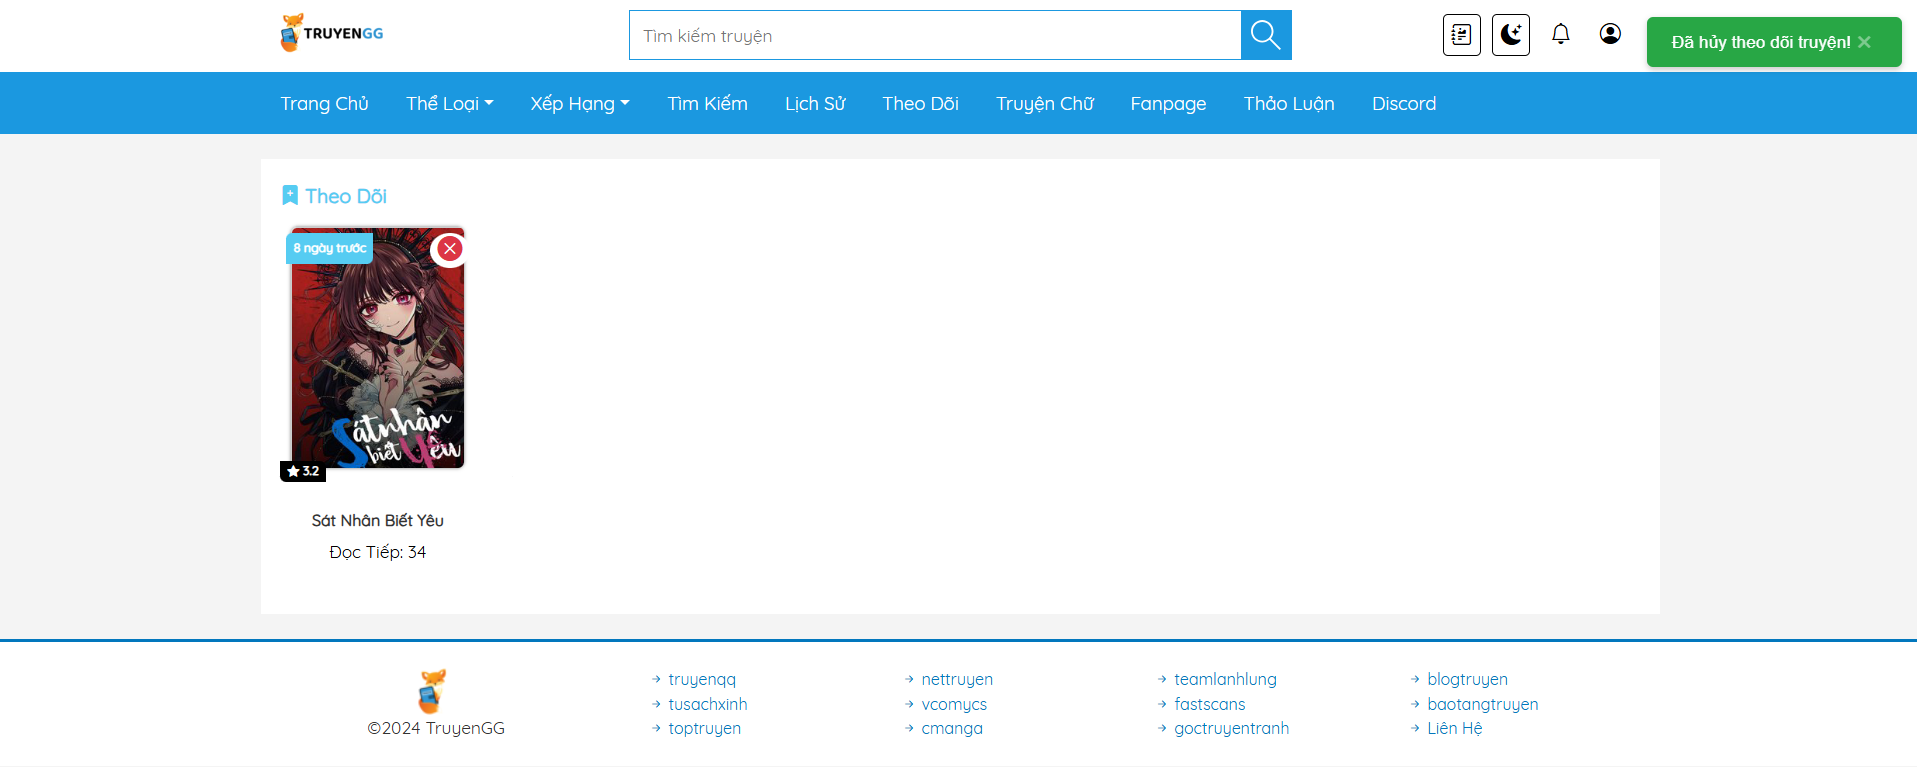 TRUYENGG
Tìm kiếm truyện
Đã hủy theo dõi truyện! ×
Trang Chủ Thể Loại Xếp Hạng Tìm Kiếm Lịch Sử Theo Dõi Truyện Chữ Fanpage Thảo Luận Discord
Theo Dõi
8 ngày trước
Sát nhân
biết Yêu
3.2
Sát Nhân Biết Yêu
Đọc Tiếp: 34
©2024 TruyenGG
truyenqq
tusachxinh
toptruyen
nettruyen
vcomycs
cmanga
teamlanhlung
fastscans
goctruyentranh
blogtruyen
baotangtruyen
Liên Hệ